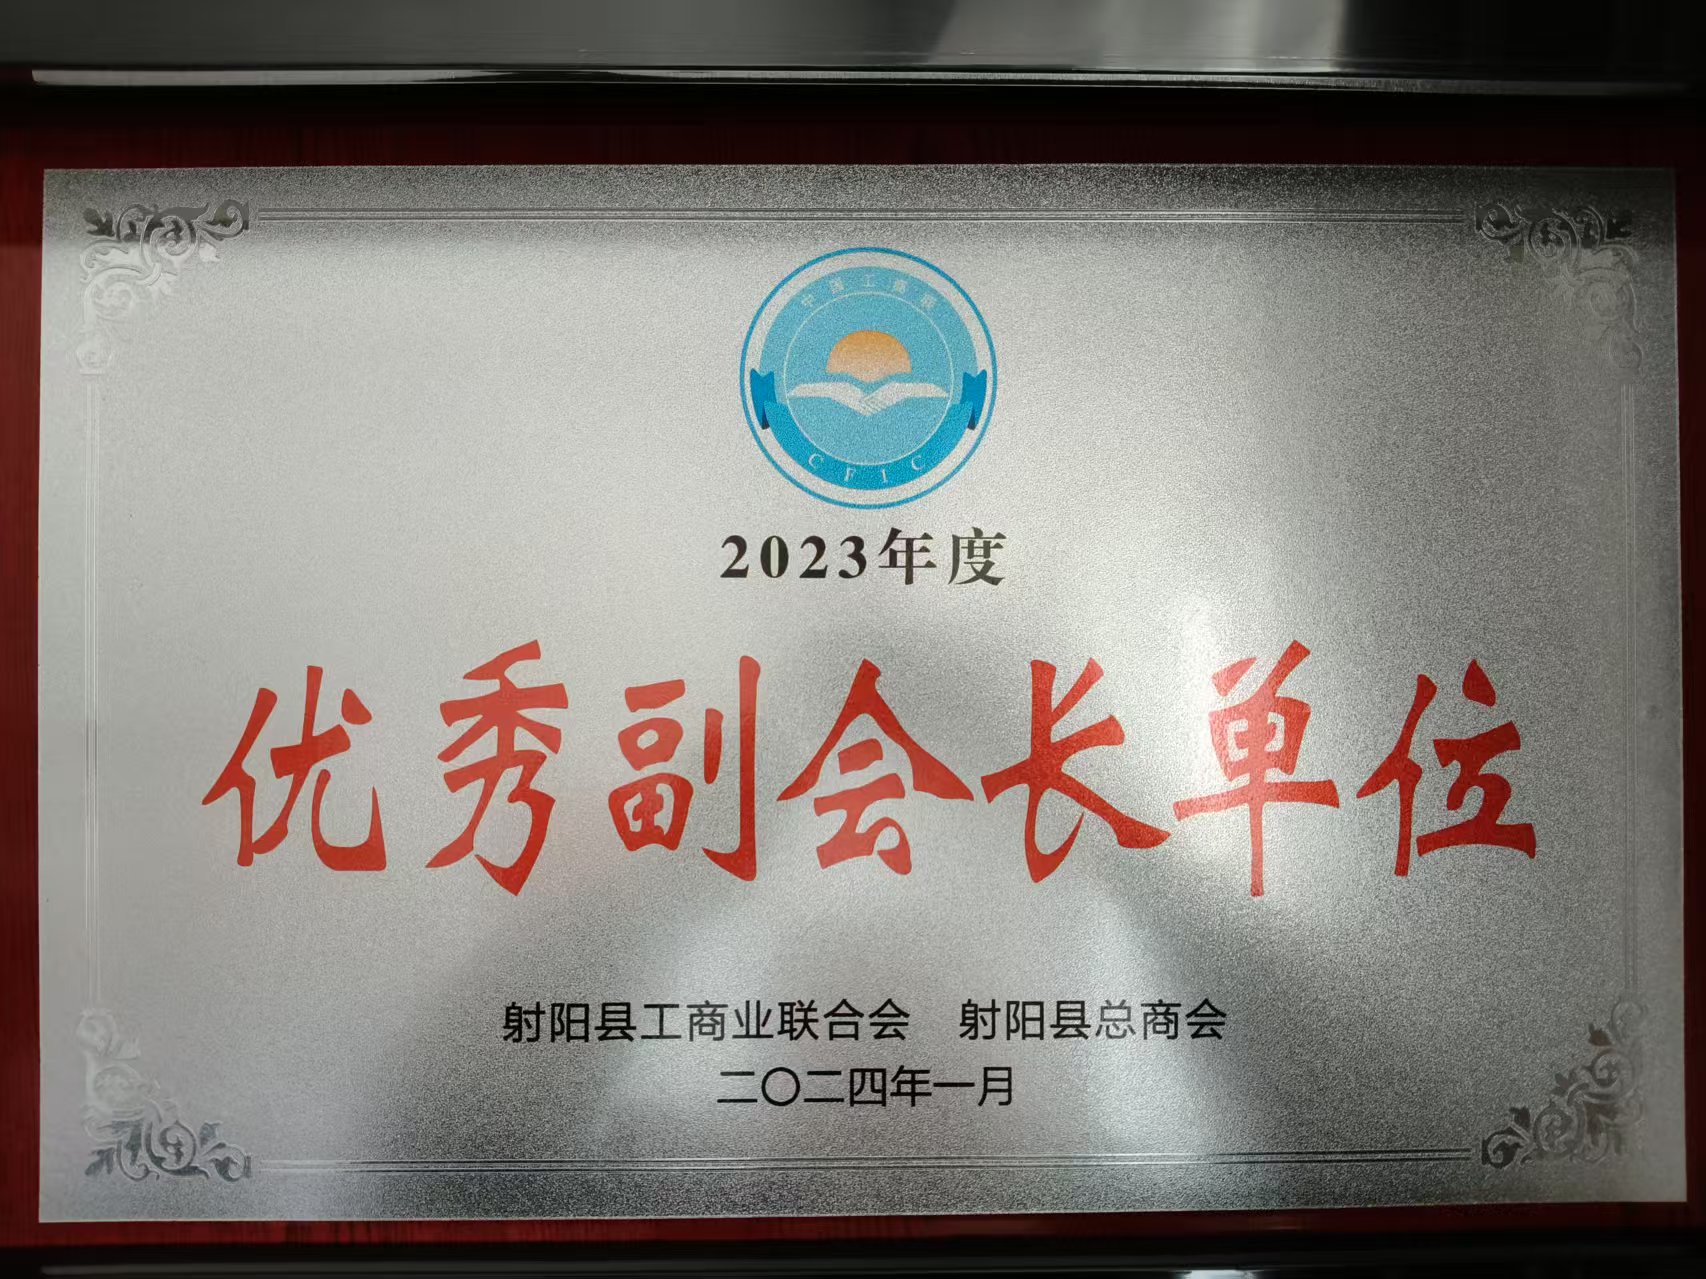 中国工商联
CFIC
2023年度
优秀副会长单位
射阳县工商业联合会 射阳县总商会
二〇二四年一月